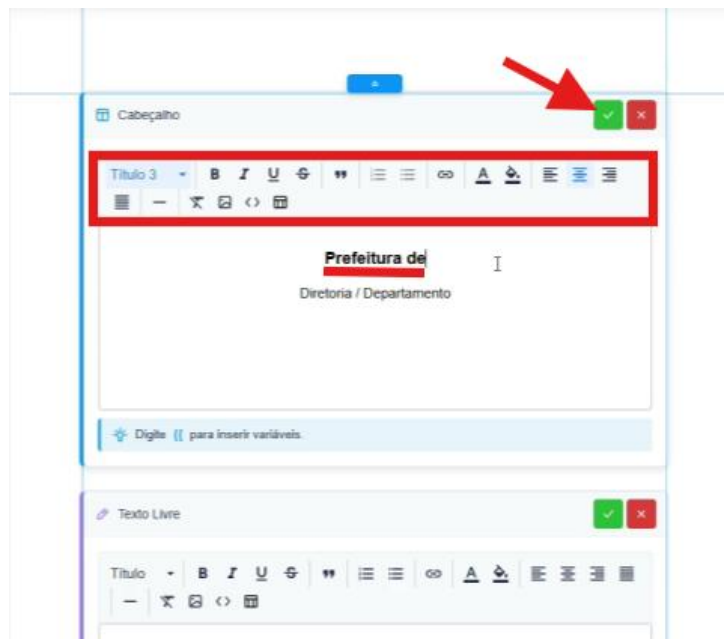 Cabeçalho
Título 3
Prefeitura de
Diretoria / Departamento
Digite {{ para inserir variáveis.
Texto Livre
Título